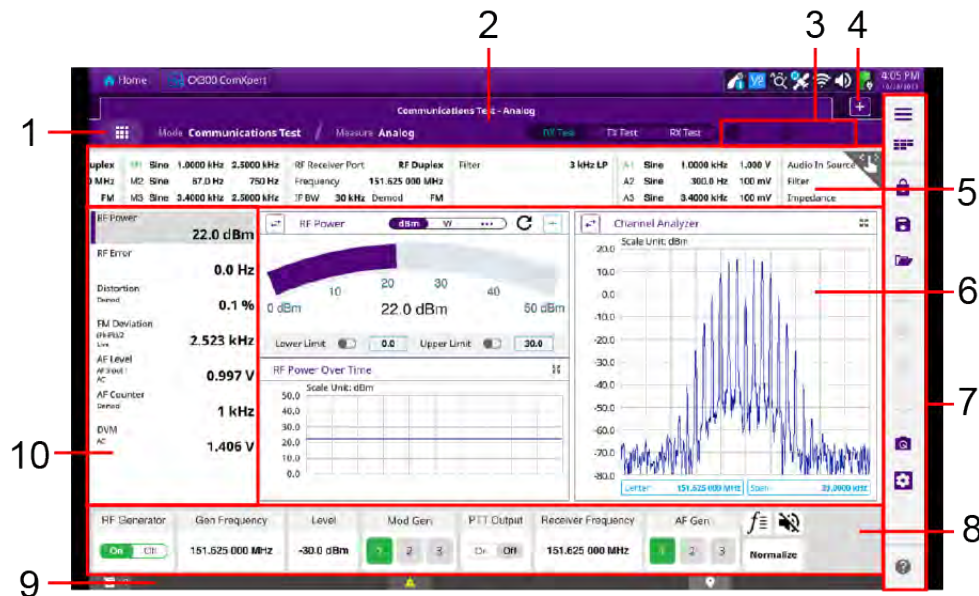 2 3 4
Home CX300 ComXpert 4:05 PM
Communications Test - Analog
1 Mode Communications Test / Measure Analog DX Test TX Test RX Test
uplex M1 Sine 1.0000 kHz 2.5000 kHz RF Receiver Port RF Duplex Filter 3 kHz LP A1 Sine 1.0000 kHz 1.000 V Audio In Source
MHz M2 Sine 67.0 Hz 750 Hz Frequency 151.625 000 MHz A2 Sine 300.0 Hz 100 mV Filter 5
FM M3 Sine 3.4000 kHz 2.5000 kHz IF BW 30 kHz Demod FM A3 Sine 3.4000 kHz 100 mV Impedance
RF Power
22.0 dBm
RF Error
0.0 Hz
Distortion
Demod
0.1 %
FM Deviation
Live
2.523 kHz
AF Level
AF Input 1
AC
0.997 V
AF Counter
Demod
1 kHz
DVM
AC
1.406 V
10
RF Power dBm W •••
0 dBm 10 20 30 40 50 dBm
22.0 dBm
Lower Limit 0.0 Upper Limit 30.0
RF Power Over Time
Scale Unit: dBm
50.0
40.0
30.0
20.0
10.0
0.0
Channel Analyzer
Scale Unit: dBm
20.0
10.0
0.0
-20.0
-30.0
-40.0
-50.0
-60.0
-70.0
-80.0
Center 151.625 000 MHz Span
6
7
RF Generator Gen Frequency Level Mod Gen PTT Output Receiver Frequency AF Gen f
On Off 151.625 000 MHz -30.0 dBm 1 2 3 On Off 151.625 000 MHz 1 2 3 Normalize
8
9